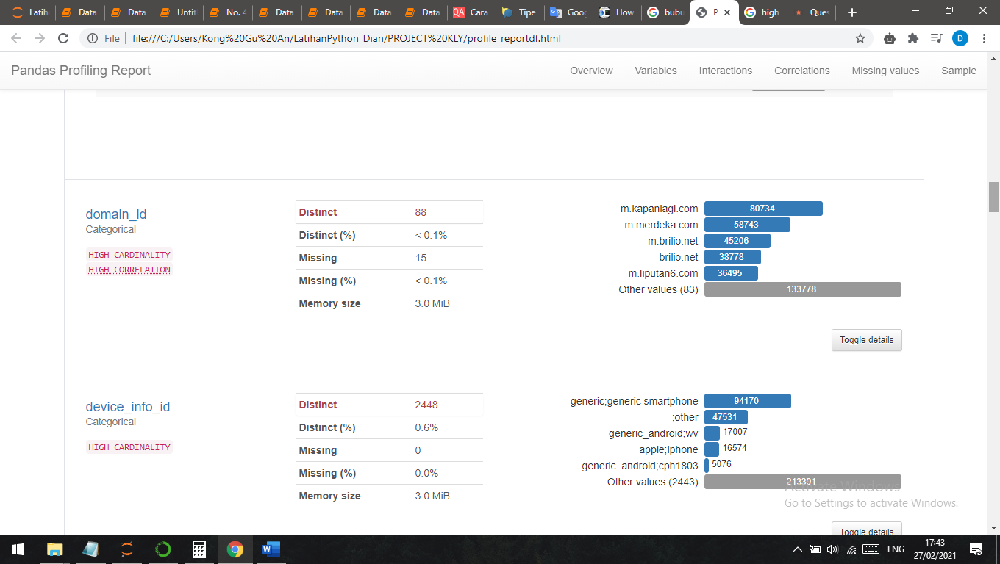 Latiha
Data
Data
Untit
No. 4
Data
Data
Data
Data
QA Cara
Tipe
Goog
How
bubu
P
high
Ques
File file:///C:/Users/Kong%20Gu%20An/LatihanPython_Dian/PROJECT%20KLY/profile_reportdf.html
D
Pandas Profiling Report Overview Variables Interactions Correlations Missing values Sample
domain_id
Categorical
HIGH CARDINALITY
HIGH CORRELATION
Distinct 88
Distinct (%) < 0.1%
Missing 15
Missing (%) < 0.1%
Memory size 3.0 MiB
m.kapanlagi.com 80734
m.merdeka.com 58743
m.brilio.net 45206
brilio.net 38778
m.liputan6.com 36495
Other values (83) 133778
Toggle details
device_info_id
Categorical
HIGH CARDINALITY
Distinct 2448
Distinct (%) 0.6%
Missing 0
Missing (%) 0.0%
Memory size 3.0 MiB
generic;generic smartphone 94170
;other 47531
generic_android;wv 17007
apple;iphone 16574
generic_android;cph1803 5076
Other values (2443) 213391
Activate Windows
Go to Settings to activate Windows.
Toggle details
ENG
17:43
27/02/2021